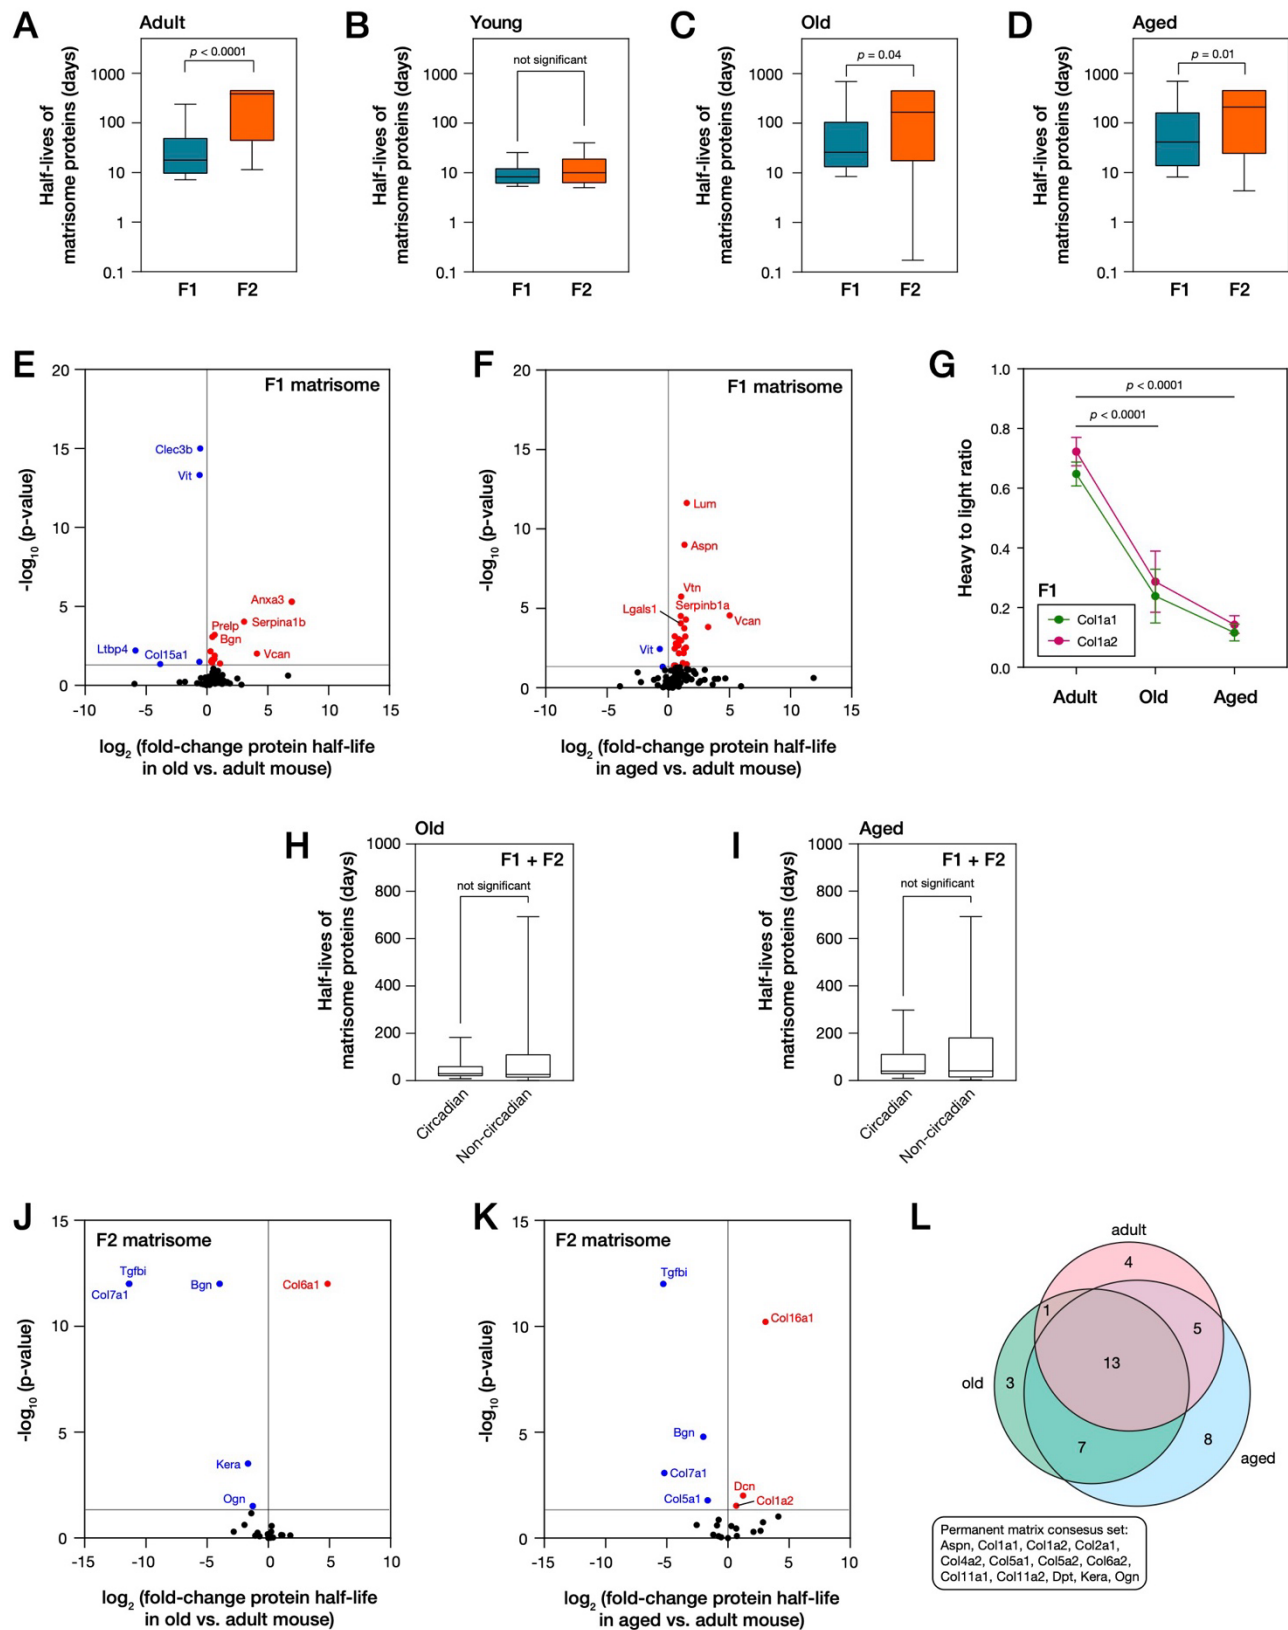 A
Adult
Half-lives of
matrisome proteins (days)
1000
100
10
1
0.1
p < 0.0001
F1
F2
B
Young
Half-lives of
matrisome proteins (days)
1000
100
10
1
0.1
not significant
F1
F2
C
Old
Half-lives of
matrisome proteins (days)
1000
100
10
1
0.1
p = 0.04
F1
F2
D
Aged
Half-lives of
matrisome proteins (days)
1000
100
10
1
0.1
p = 0.01
F1
F2
E
F1 matrisome
-log10 (p-value)
20
15
10
5
0
Clec3b
Vit
Anxa3
Serpina1b
Prelp
Bgn
Ltbp4
Col15a1
Vcan
-10
-5
0
5
10
15
log2 (fold-change protein half-life
in old vs. adult mouse)
F
F1 matrisome
-log10 (p-value)
20
15
10
5
0
Lum
Aspn
Vtn
Lgals1
Serpinb1a
Vcan
Vit
-10
-5
0
5
10
15
log2 (fold-change protein half-life
in aged vs. adult mouse)
G
Heavy to light ratio
1.0
0.8
0.6
0.4
0.2
0.0
p < 0.0001
p < 0.0001
F1
Col1a1
Col1a2
Adult
Old
Aged
H
Old
F1 + F2
Half-lives of
matrisome proteins (days)
1000
800
600
400
200
0
not significant
Circadian
Non-circadian
I
Aged
F1 + F2
Half-lives of
matrisome proteins (days)
1000
800
600
400
200
0
not significant
Circadian
Non-circadian
J
F2 matrisome
-log10 (p-value)
15
10
5
0
Tgfbi
Col7a1
Bgn
Col6a1
Kera
Ogn
-15
-10
-5
0
5
10
log2 (fold-change protein half-life
in old vs. adult mouse)
K
F2 matrisome
-log10 (p-value)
15
10
5
0
Tgfbi
Col16a1
Bgn
Col7a1
Col5a1
Dcn
Col1a2
-15
-10
-5
0
5
10
log2 (fold-change protein half-life
in aged vs. adult mouse)
L
adult
4
1
5
13
old
3
7
8
aged
Permanent matrix consesus set:
Aspn, Col1a1, Col1a2, Col2a1,
Col4a2, Col5a1, Col5a2, Col6a2,
Col11a1, Col11a2, Dpt, Kera, Ogn